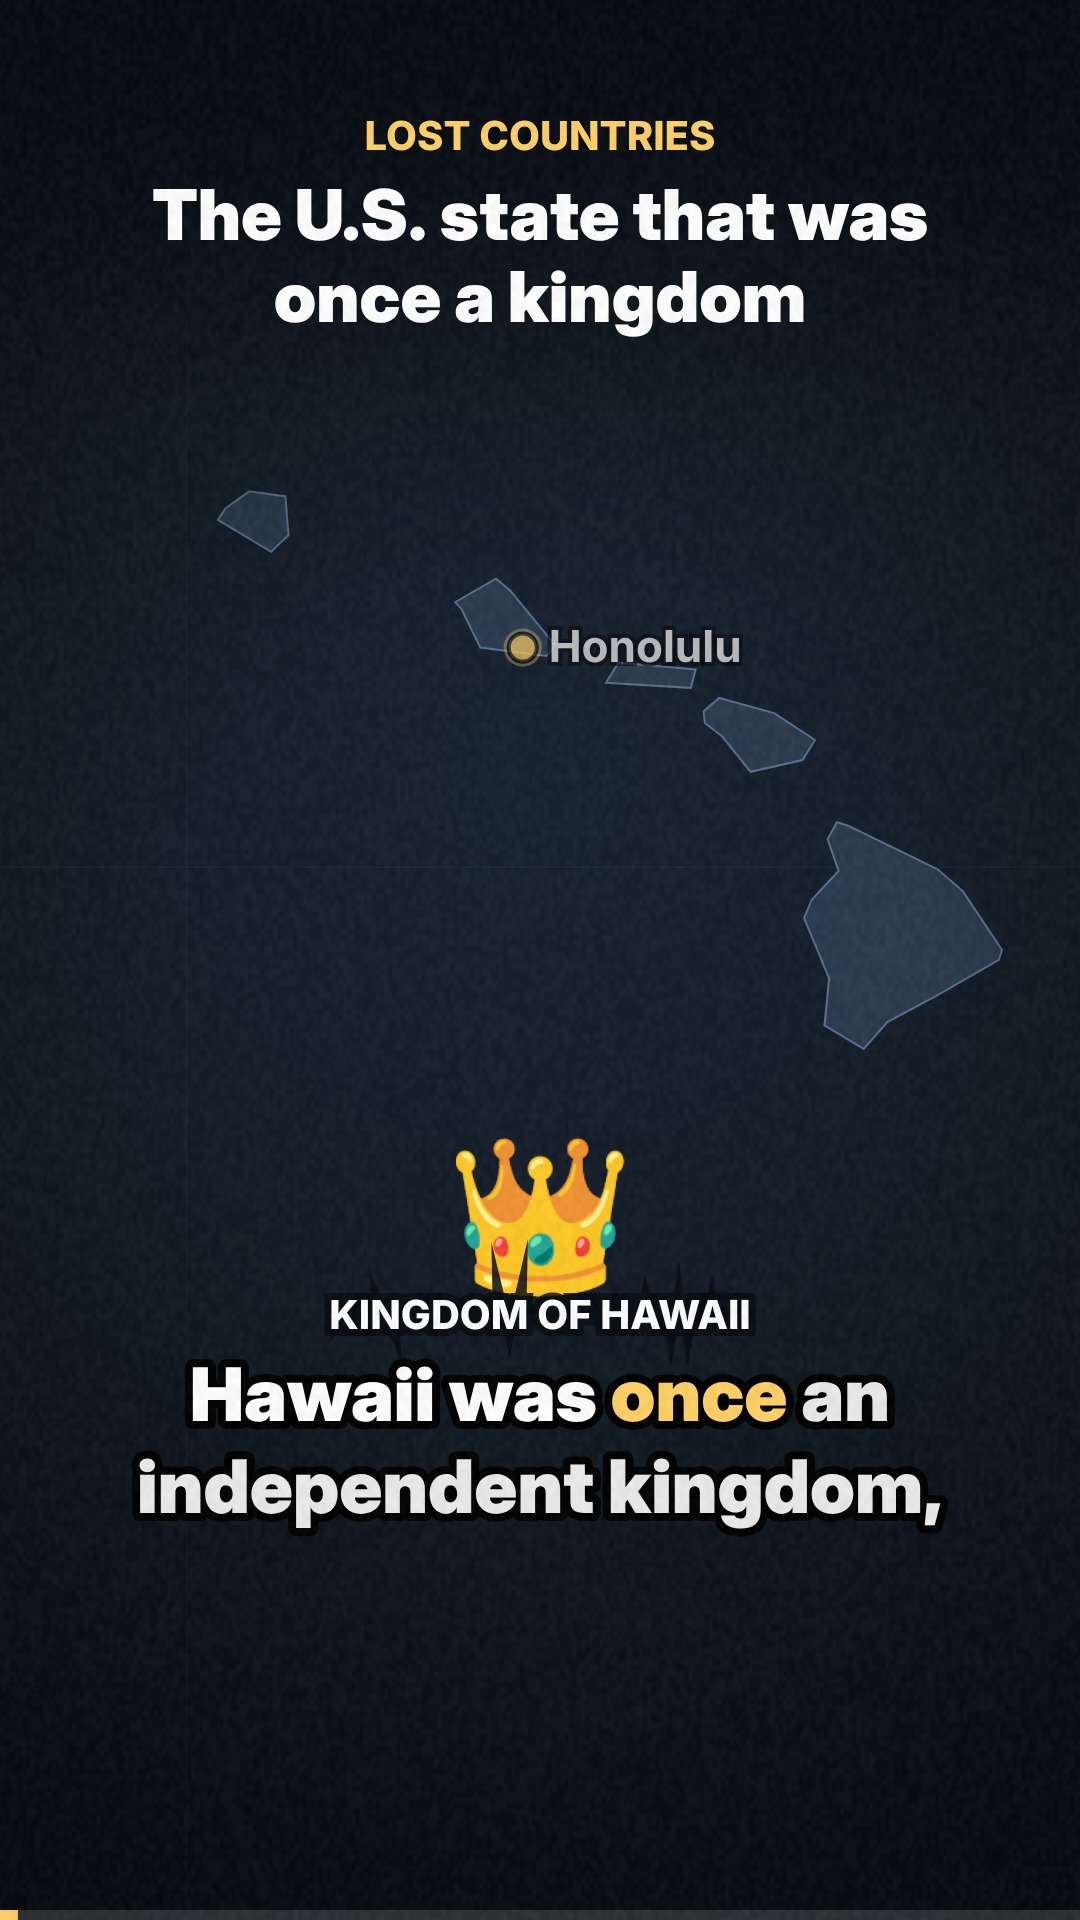 LOST COUNTRIES
The U.S. state that was
once a kingdom
Honolulu
KINGDOM OF HAWAII
Hawaii was once an
independent kingdom,